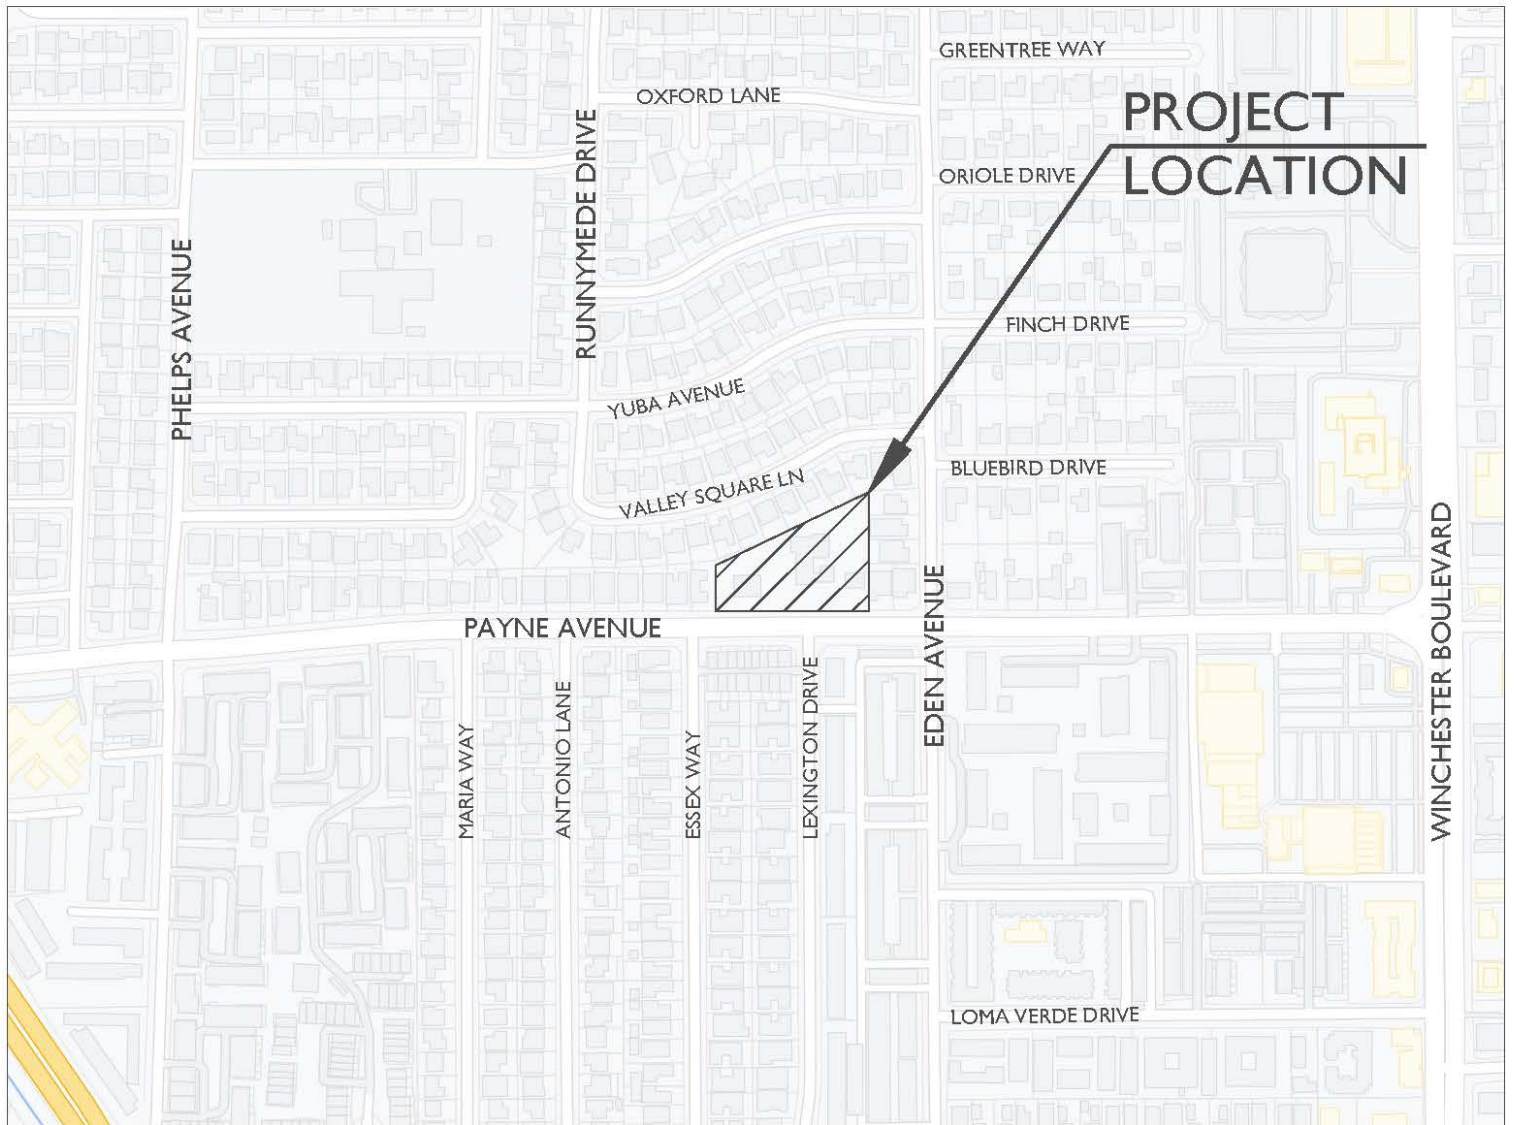 GREENTREE WAY
OXFORD LANE
PROJECT
LOCATION
ORIOLE DRIVE
RUNNYMEDE DRIVE
PHELPS AVENUE
FINCH DRIVE
YUBA AVENUE
BLUEBIRD DRIVE
VALLEY SQUARE LN
WINCHESTER BOULEVARD
EDEN AVENUE
PAYNE AVENUE
MARIA WAY
ANTONIO LANE
ESSEX WAY
LEXINGTON DRIVE
LOMA VERDE DRIVE